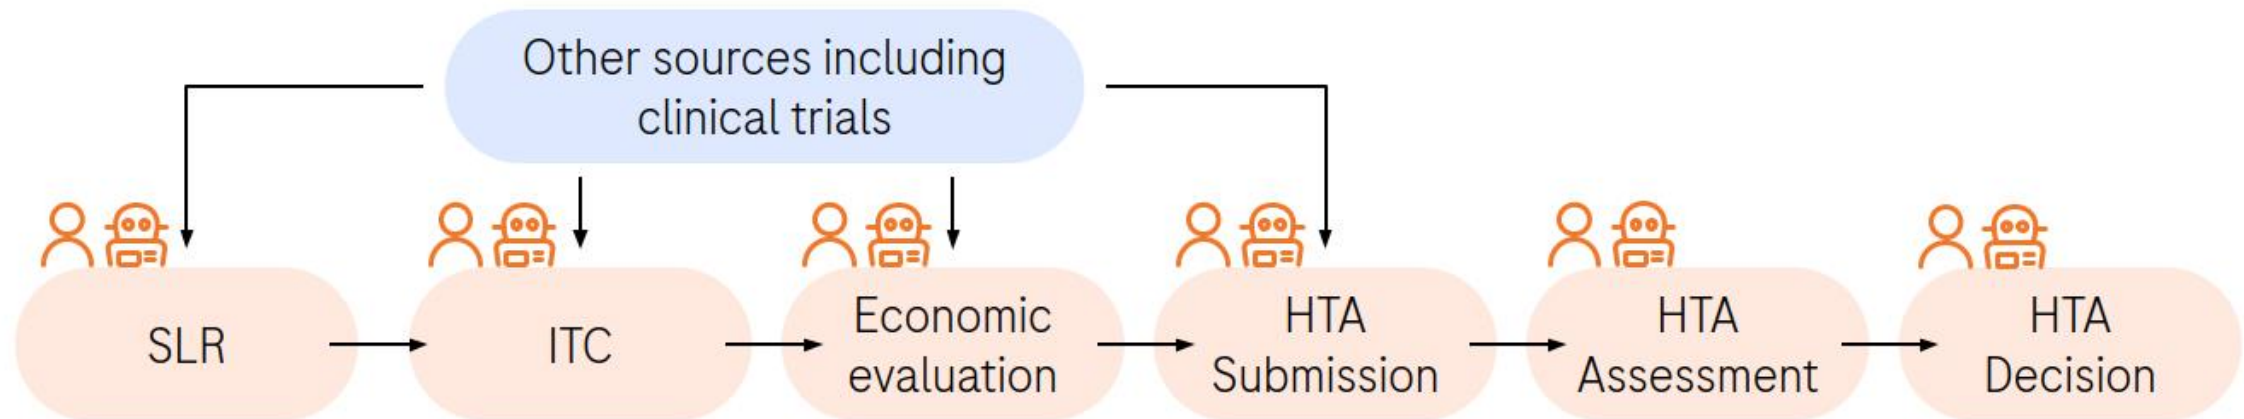 Other sources including
clinical trials
SLR
ITC
Economic
evaluation
HTA
Submission
HTA
Assessment
HTA
Decision